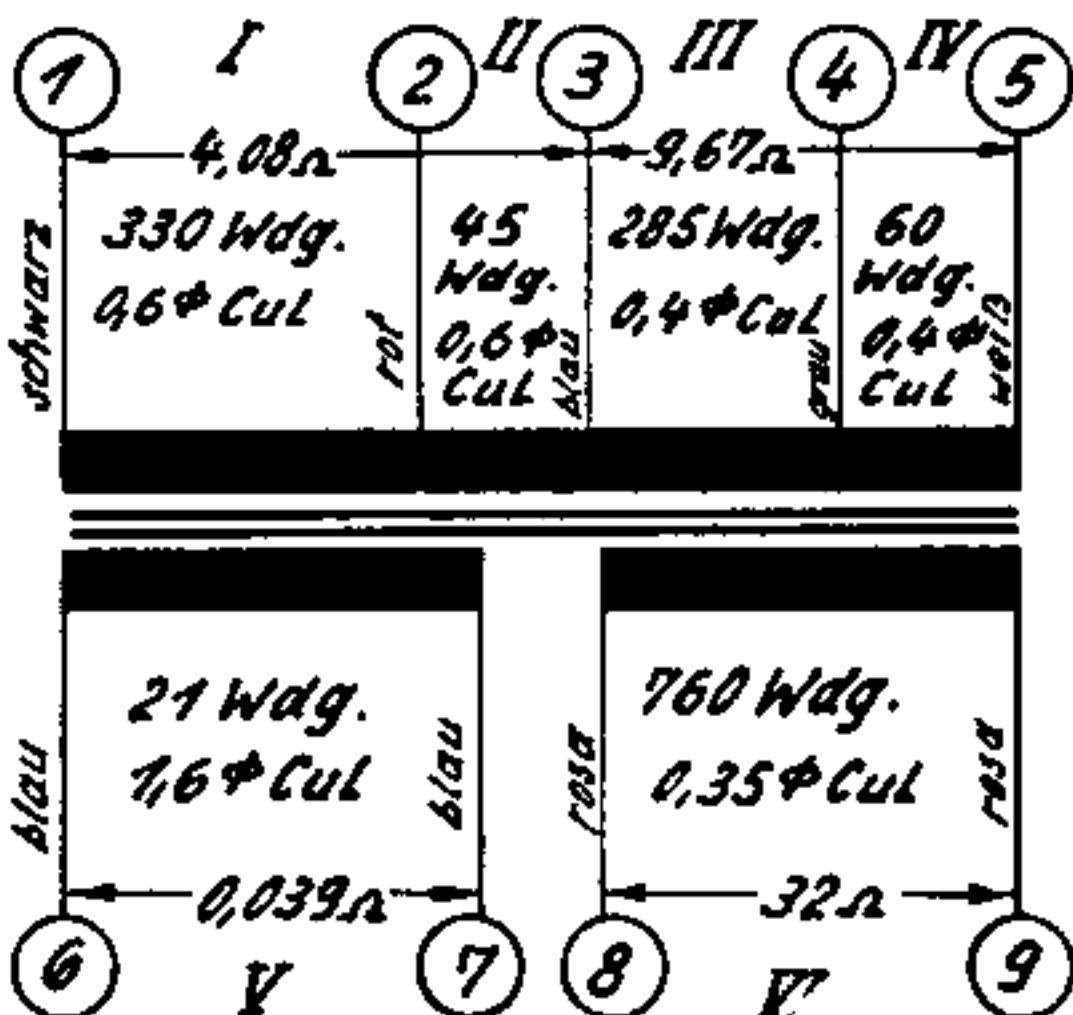 I II III IV
1 2 3 4 5
4,08Ω 9,67Ω
schwarz
330 Wdg.
0,6 ⌀ CuL
rot
45
Wdg.
0,6 ⌀
CuL
blau
285 Wdg.
0,4 ⌀ CuL
grau
60
Wdg.
0,4 ⌀
CuL
weiß
blau
21 Wdg.
1,6 ⌀ CuL
blau
rosa
760 Wdg.
0,35 ⌀ CuL
rosa
0,039Ω 32Ω
6 7 8 9
V VI